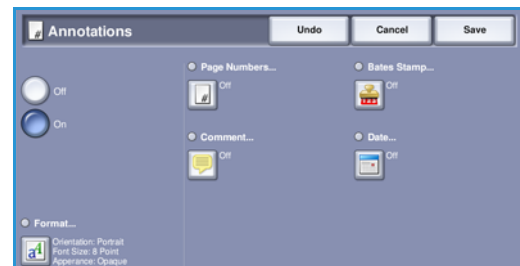 Annotations
Undo
Cancel
Save
Off
On
Page Numbers...
Off
Bates Stamp...
Off
Comment...
Off
Date...
Off
Format...
Orientation: Portrait
Font Size: 8 Point
Apperance: Opaque